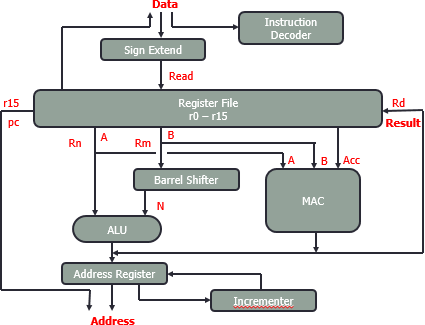 Data
Instruction
Decoder
Sign Extend
Read
r15
Register File
r0 – r15
Rd
pc
Result
Rn
A
Rm
B
A
B
Acc
Barrel Shifter
MAC
N
ALU
Address Register
Incrementer
Address